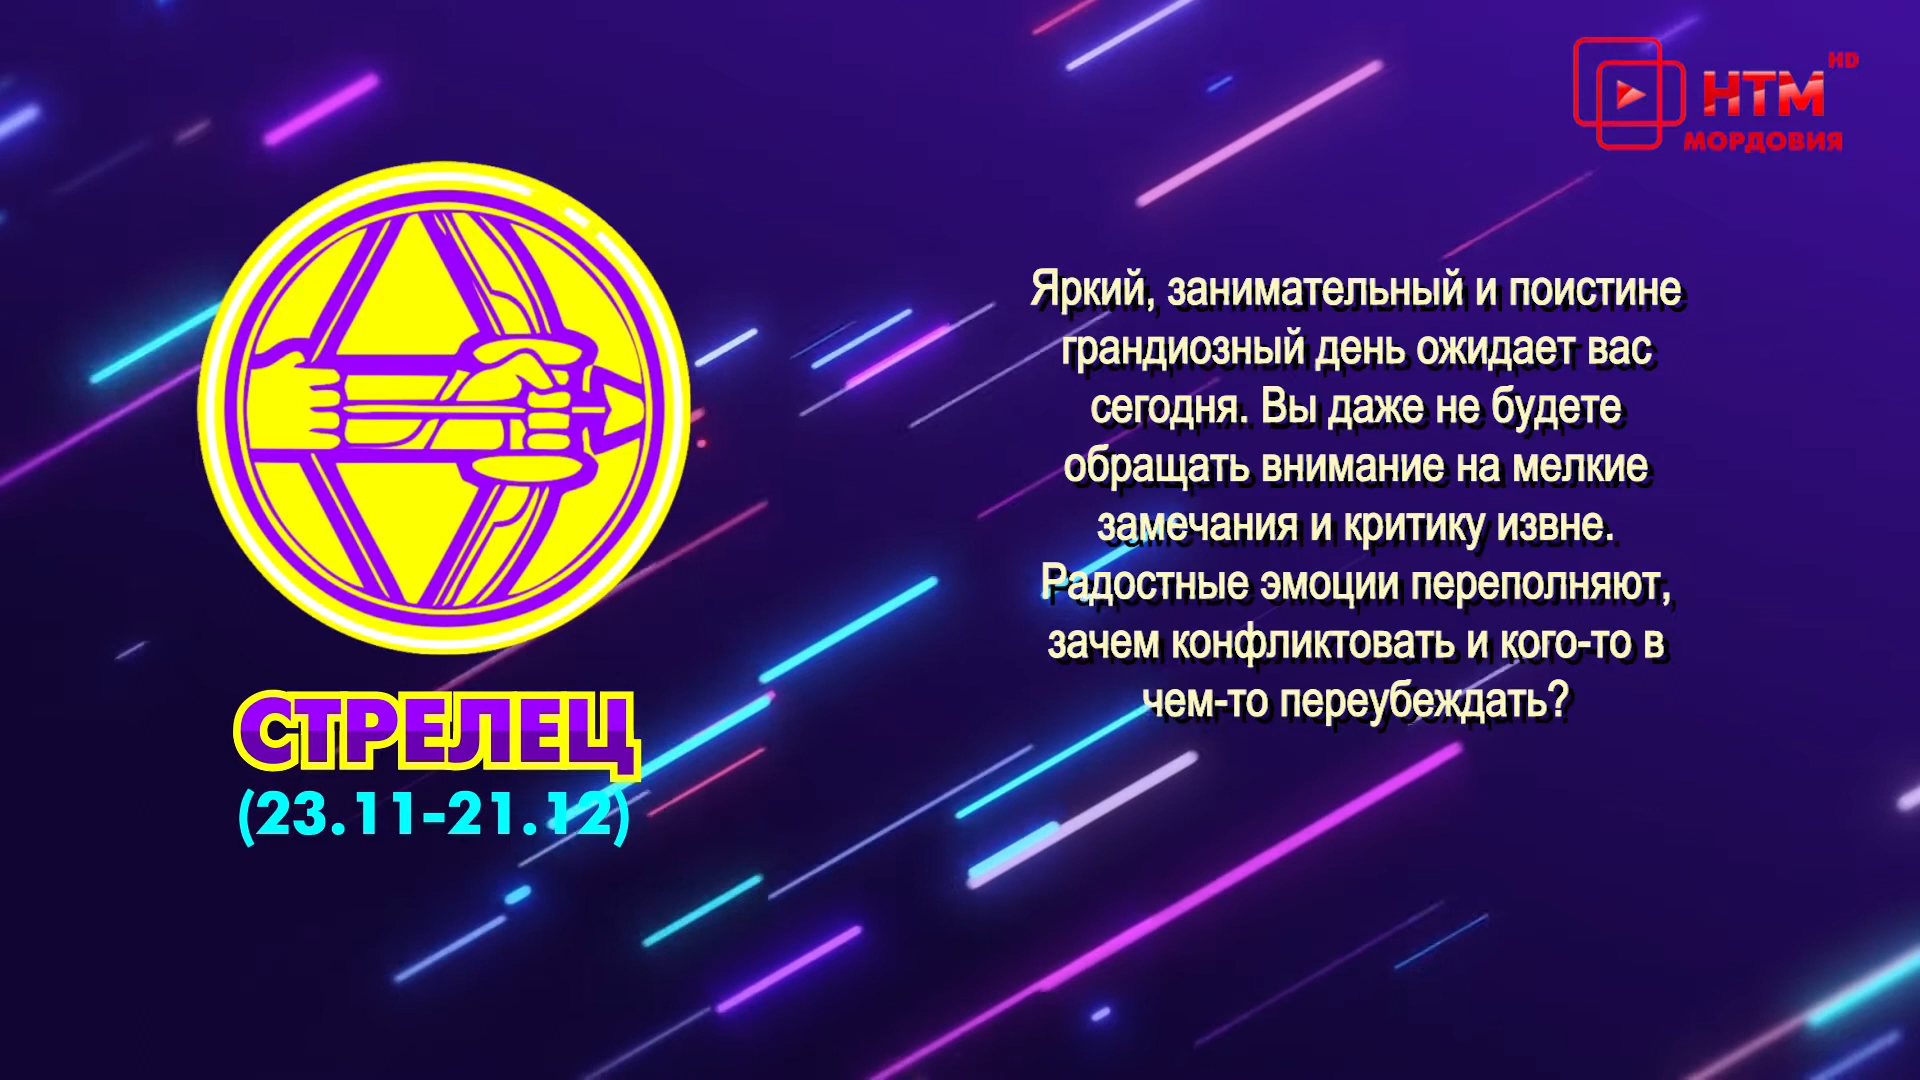 НТМ HD
МОРДОВИЯ
Яркий, занимательный и поистине
грандиозный день ожидает вас
сегодня. Вы даже не будете
обращать внимание на мелкие
замечания и критику извне.
Радостные эмоции переполняют,
зачем конфликтовать и кого-то в
чем-то переубеждать?
СТРЕЛЕЦ
(23.11-21.12)